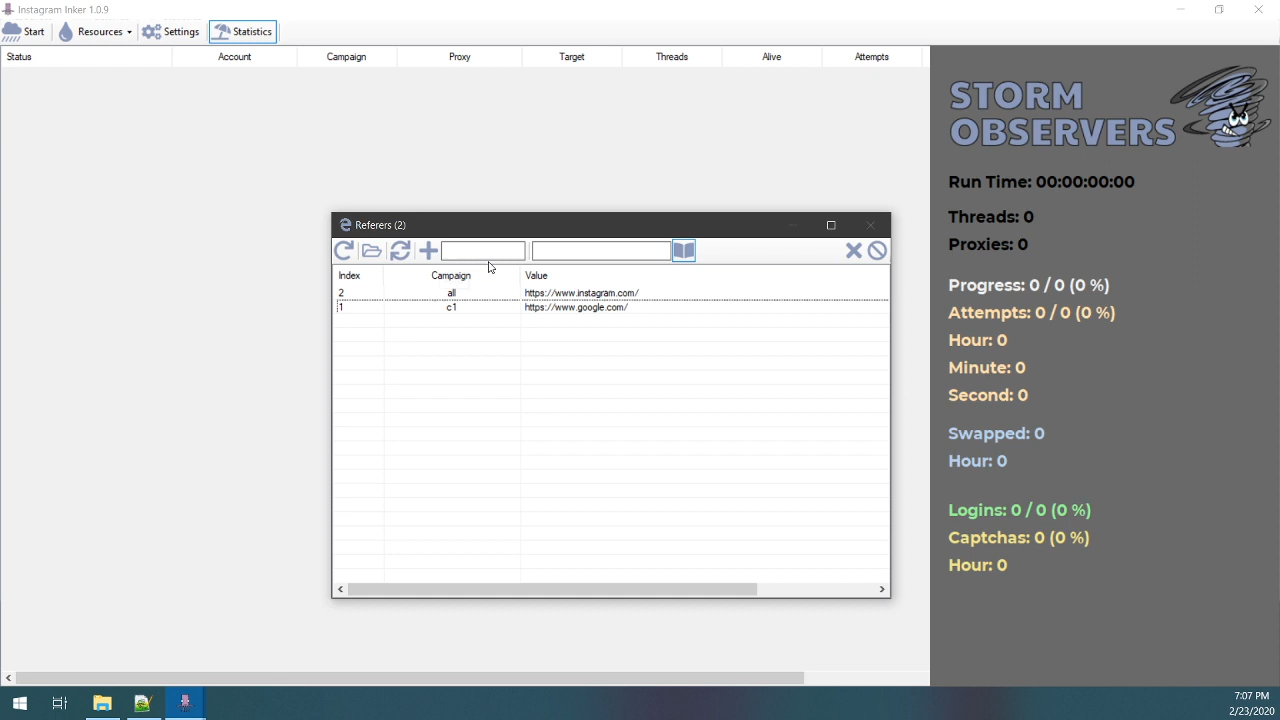 Instagram Inker 1.0.9
Start Resources Settings Statistics
Status Account Campaign Proxy Target Threads Alive Attempts
STORM
OBSERVERS
Run Time: 00:00:00:00
Threads: 0
Proxies: 0
Progress: 0 / 0 (0 %)
Attempts: 0 / 0 (0 %)
Hour: 0
Minute: 0
Second: 0
Swapped: 0
Hour: 0
Logins: 0 / 0 (0 %)
Captchas: 0 (0 %)
Hour: 0
Referers (2)
Index Campaign Value
2 all https://www.instagram.com/
1 c1 https://www.google.com/
7:07 PM
2/23/2020